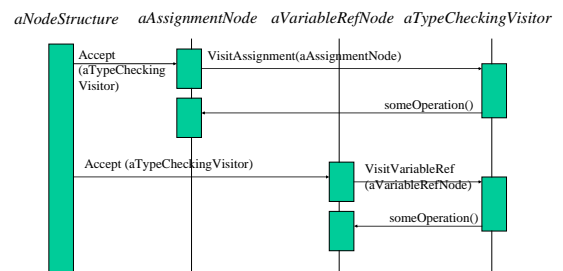 aNodeStructure aAssignmentNode aVariableRefNode aTypeCheckingVisitor
Accept
(aTypeChecking
Visitor)
VisitAssignment(aAssignmentNode)
someOperation()
Accept (aTypeCheckingVisitor)
VisitVariableRef
(aVariableRefNode)
someOperation()